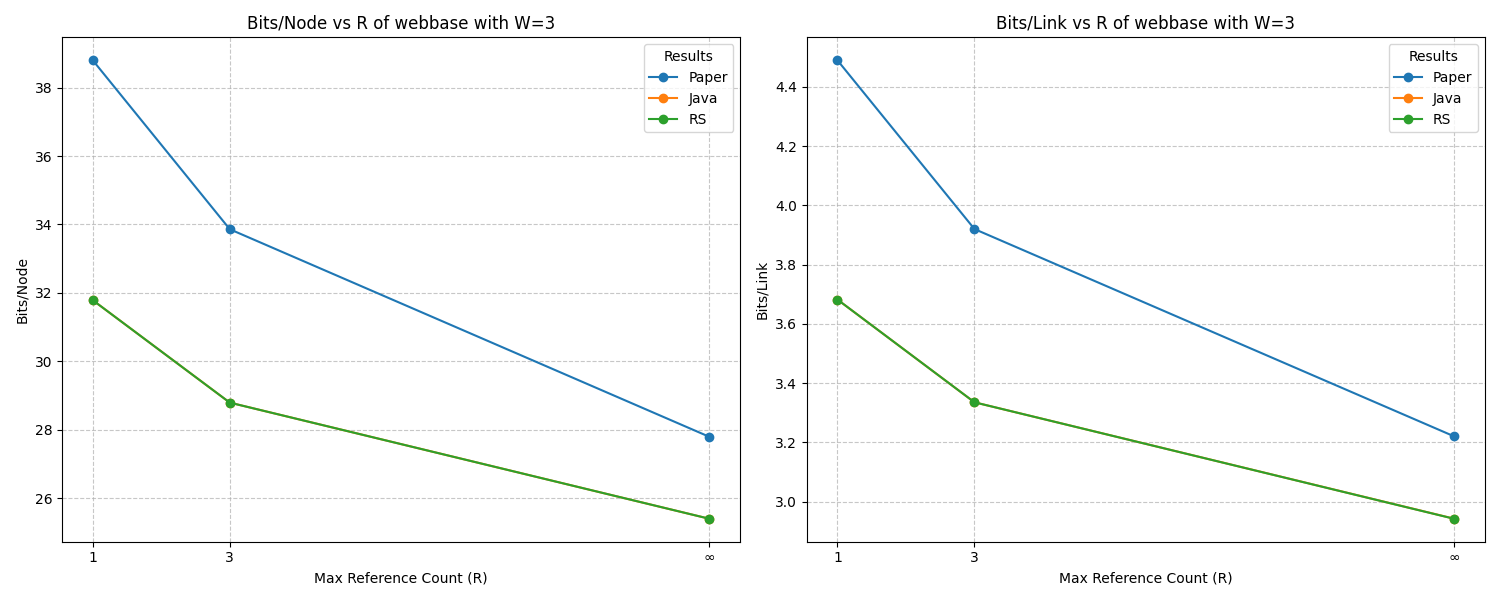 Bits/Node vs R of webbase with W=3
Results
Paper
Java
RS
38
36
34
32
30
28
26
Bits/Node
1 3 ∞
Max Reference Count (R)
Bits/Link vs R of webbase with W=3
Results
Paper
Java
RS
4.4
4.2
4.0
3.8
3.6
3.4
3.2
3.0
Bits/Link
1 3 ∞
Max Reference Count (R)